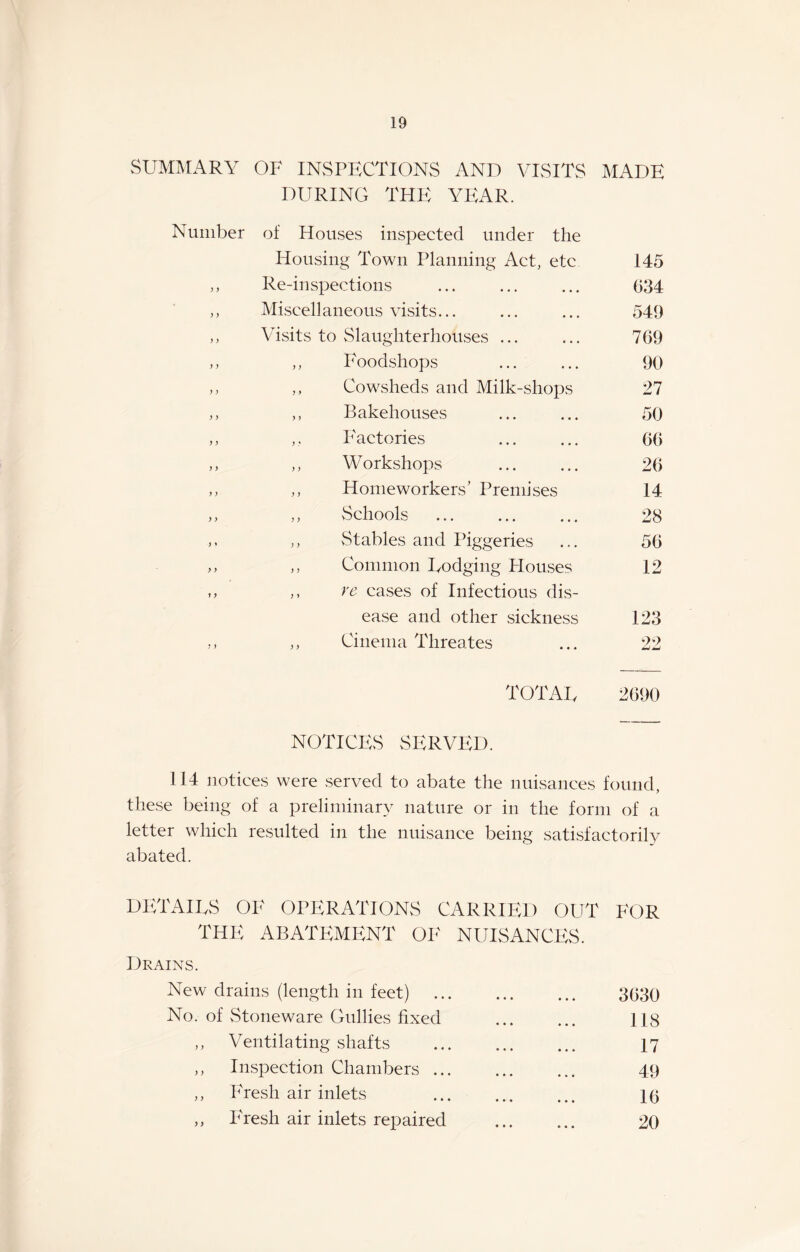 19
SUMMARY OF INSPECTIONS AND VISITS MADE
DURING THE YEAR.
Number of Houses inspected under the
Housing Town Planning Act, etc 145
,, Re-inspections ... ... ... 634
,, Miscellaneous visits... ... ... 549
,, Visits to Slaughterhouses ... ... 769
,, ,, Foodshops ... ... 90
,, ,, Cowsheds and Milk-shops 27
,, ,, Bakehouses ... ... 50
,, ,, Factories ... ... 66
,, ,, Workshops ... ... 26
,, ,, Homeworkers' Premises 14
,, ,, Schools ... ... ... 28
,, ,, Stables and Piggeries ... 56
,, ,, Common Lodging Houses 12
,, ,, re cases of Infectious dis-
ease and other sickness 123
,, ,, Cinema Threates ... 22
TOTAL 2690
NOTICES SERVED.
114 notices were served to abate the nuisances found,
these being of a preliminary nature or in the form of a
letter which resulted in the nuisance being satisfactorily
abated.
DETAILS OF OPERATIONS CARRIED OUT FOR
THE ABATEMENT OF NUISANCES.
DRAINS.
New drains (length in feet) ... ... ... 3630
No. of Stoneware Gullies fixed ... ... 118
,, Ventilating shafts ... ... ... 17
,, Inspection Chambers ... ... ... 49
,, Fresh air inlets ... ... ... 16
,, Fresh air inlets repaired ... ... 20